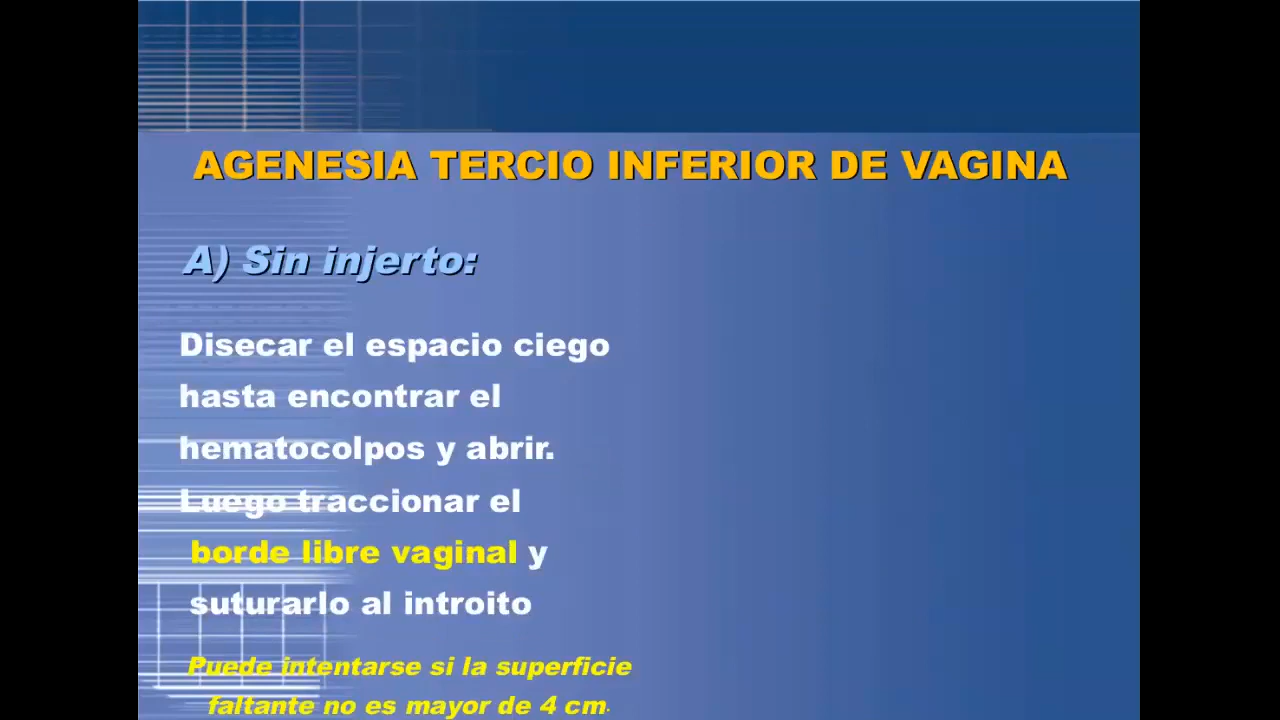 AGENESIA TERCIO INFERIOR DE VAGINA
A) Sin injerto:
Disecar el espacio ciego
hasta encontrar el
hematocolpos y abrir.
Luego traccionar el
borde libre vaginal y
suturarlo al introito
Puede intentarse si la superficie
faltante no es mayor de 4 cm.